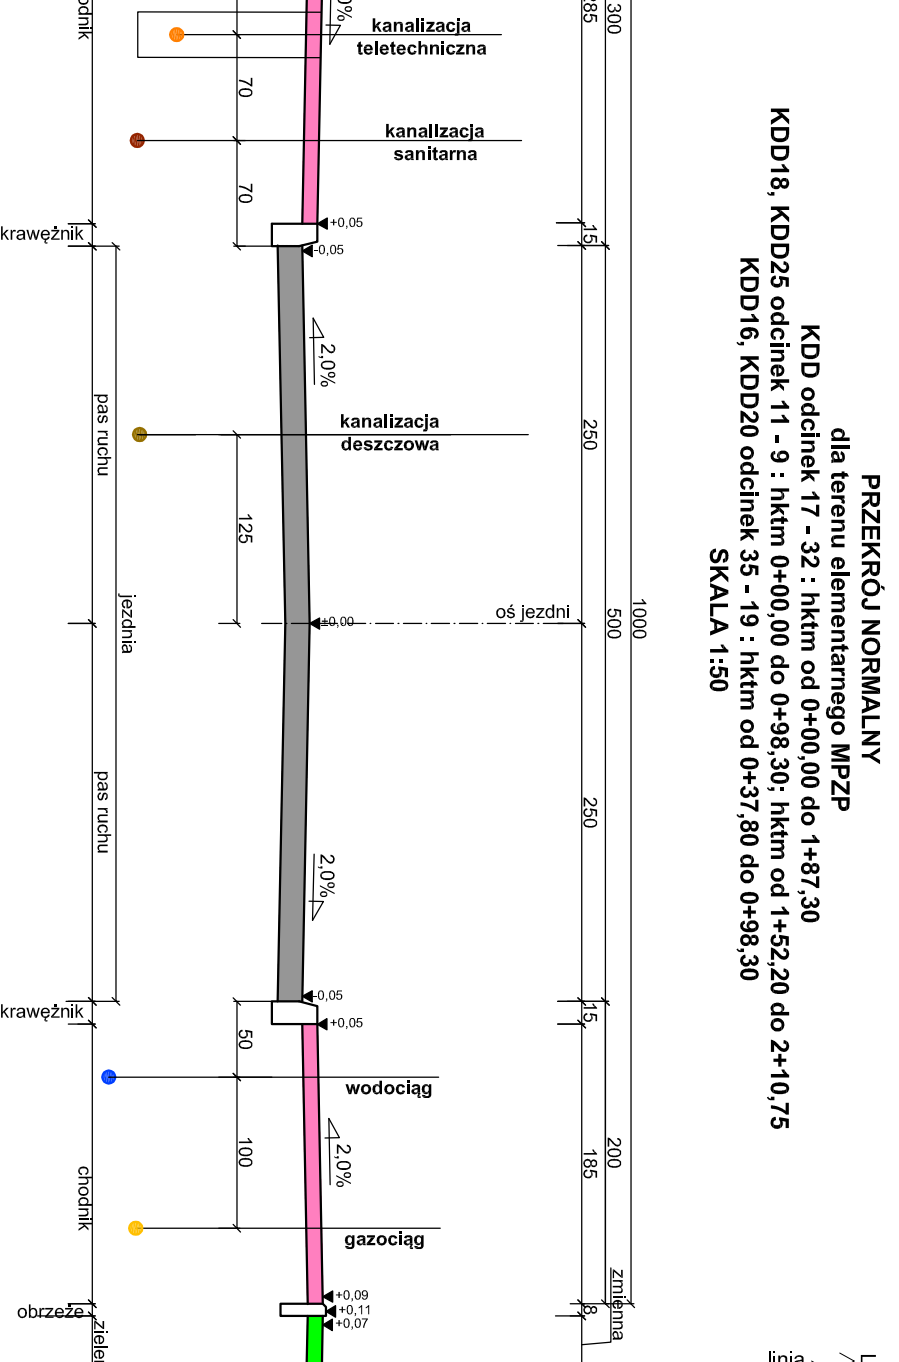 PRZEKRÓJ NORMALNY
dla terenu elementarnego MPZP
KDD odcinek 17 - 32 : hktm od 0+00,00 do 1+87,30
KDD18, KDD25 odcinek 11 - 9 : hktm 0+00,00 do 0+98,30; hktm od 1+52,20 do 2+10,75
KDD16, KDD20 odcinek 35 - 19 : hktm od 0+37,80 do 0+98,30
SKALA 1:50
1000
300
500
200
zmienna
285
15
250
250
15
185
8
oś jezdni
kanalizacja
teletechniczna
kanalizacja
sanitarna
kanalizacja
deszczowa
wodociąg
gazociąg
+0,05
-0,05
2,0%
±0,00
2,0%
-0,05
+0,05
2,0%
+0,09
+0,11
+0,07
70
70
125
50
100
krawężnik
pas ruchu
jezdnia
pas ruchu
krawężnik
chodnik
obrzeże
linia